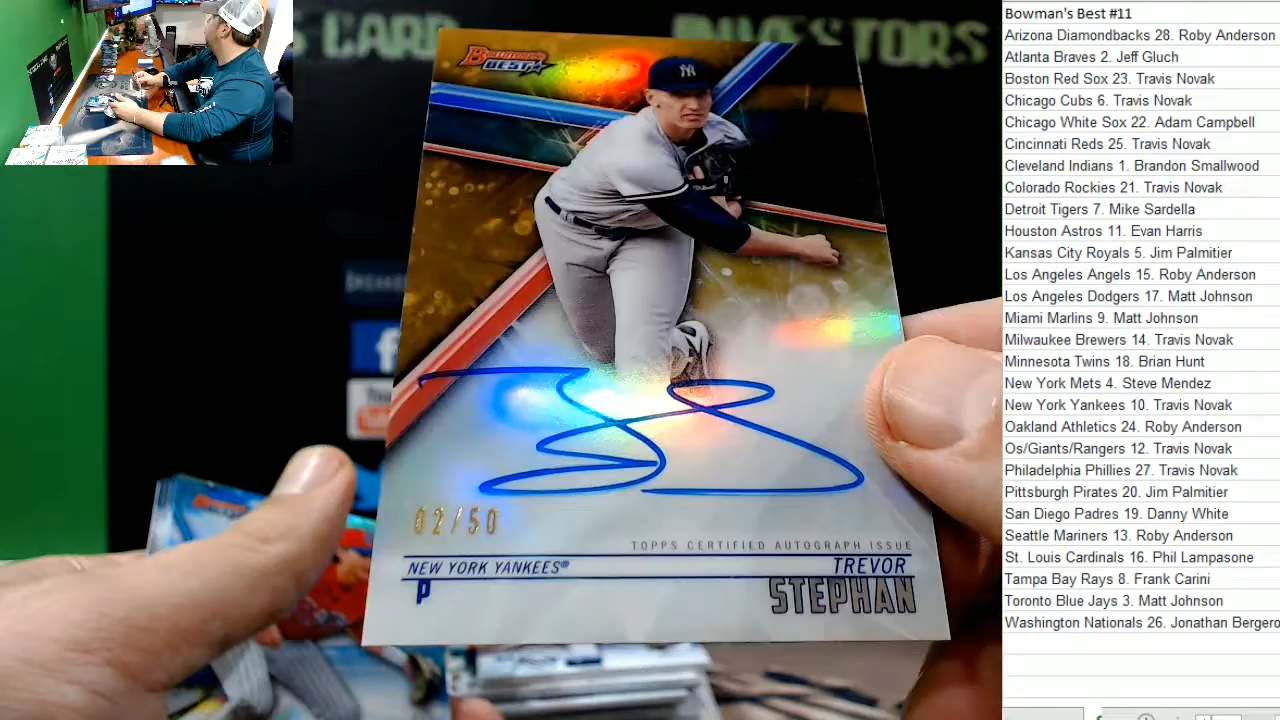 CARD INVESTORS
BOWMAN'S BEST
NY
02/50
TOPPS CERTIFIED AUTOGRAPH ISSUE
NEW YORK YANKEES®
TREVOR
P
STEPHAN
Bowman's Best #11
Arizona Diamondbacks 28. Roby Anderson
Atlanta Braves 2. Jeff Gluch
Boston Red Sox 23. Travis Novak
Chicago Cubs 6. Travis Novak
Chicago White Sox 22. Adam Campbell
Cincinnati Reds 25. Travis Novak
Cleveland Indians 1. Brandon Smallwood
Colorado Rockies 21. Travis Novak
Detroit Tigers 7. Mike Sardella
Houston Astros 11. Evan Harris
Kansas City Royals 5. Jim Palmitier
Los Angeles Angels 15. Roby Anderson
Los Angeles Dodgers 17. Matt Johnson
Miami Marlins 9. Matt Johnson
Milwaukee Brewers 14. Travis Novak
Minnesota Twins 18. Brian Hunt
New York Mets 4. Steve Mendez
New York Yankees 10. Travis Novak
Oakland Athletics 24. Roby Anderson
Os/Giants/Rangers 12. Travis Novak
Philadelphia Phillies 27. Travis Novak
Pittsburgh Pirates 20. Jim Palmitier
San Diego Padres 19. Danny White
Seattle Mariners 13. Roby Anderson
St. Louis Cardinals 16. Phil Lampasone
Tampa Bay Rays 8. Frank Carini
Toronto Blue Jays 3. Matt Johnson
Washington Nationals 26. Jonathan Bergero